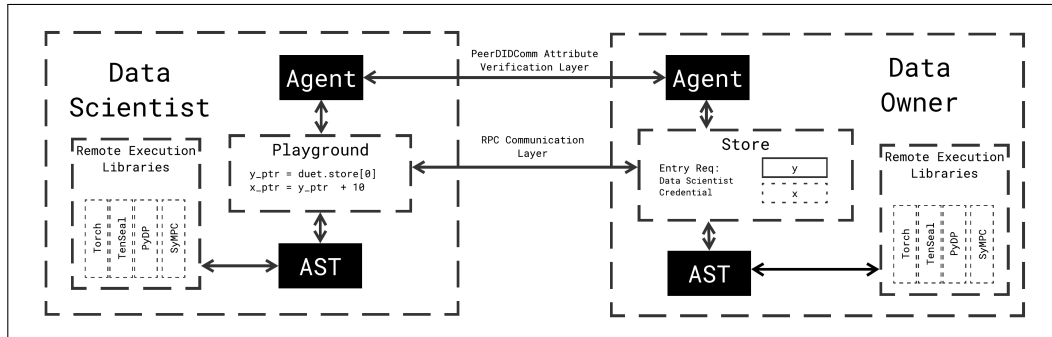 Data
Scientist
Agent
PeerDIDComm Attribute
Verification Layer
Agent
Data
Owner
Remote Execution
Libraries
Torch
TenSeal
PyDP
SyMPC
Playground
y_ptr = duet.store[0]
x_ptr = y_ptr + 10
RPC Communication
Layer
Store
Entry Req:
Data Scientist
Credential
y
x
Remote Execution
Libraries
Torch
TenSeal
PyDP
SyMPC
AST
AST